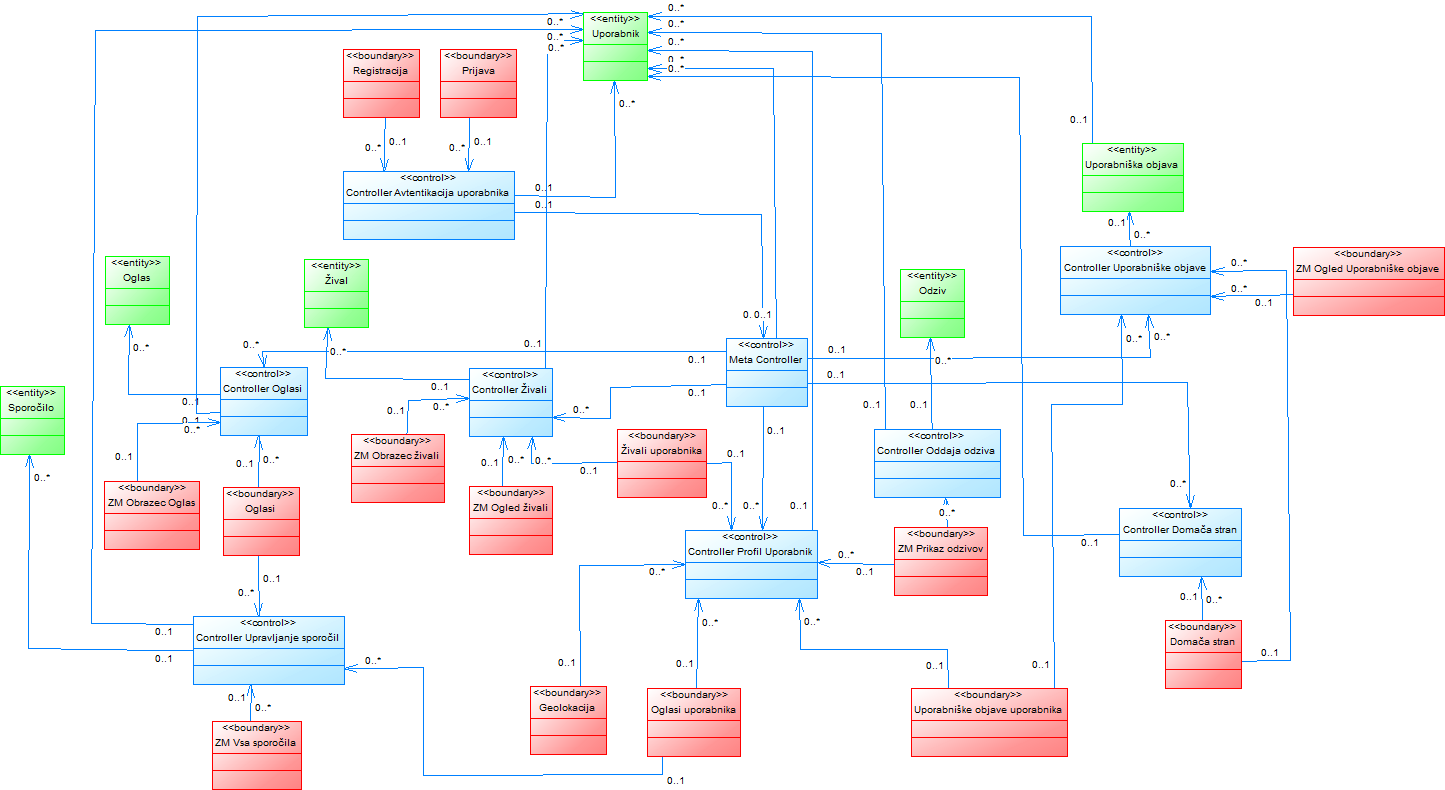 0..*
<<entity>>
Uporabnik
0..*
0..*
0..*
0..*
0..*
0..*
0..*
0..*
<<boundary>>
Registracija
<<boundary>>
Prijava
0..*
0..1
0..*
0..1
0..1
<<control>>
Controller Avtentikacija uporabnika
0..1
0..1
<<entity>>
Uporabniška objava
0..1
0..*
<<control>>
Controller Uporabniške objave
0..*
0..*
0..1
<<boundary>>
ZM Ogled Uporabniške objave
<<entity>>
Oglas
0..*
<<entity>>
Žival
0..*
<<entity>>
Odziv
0..*
0..0..1
0..*
0..1
0..1
<<control>>
Meta Controller
0..1
0..1
0..1
0..1
0..*
0..*
<<control>>
Controller Oglasi
0..1
0..1
0..*
<<control>>
Controller Živali
0..1
0..*
0..1
0..*
<<entity>>
Sporočilo
0..*
0..1
0..1
<<control>>
Controller Oddaja odziva
<<boundary>>
ZM Obrazec živali
<<boundary>>
Živali uporabnika
0..1
0..1
0..1
0..*
0..*
0..1
0..1
0..*
<<boundary>>
ZM Obrazec Oglas
<<boundary>>
Oglasi
<<boundary>>
ZM Ogled živali
0..*
0..*
0..1
0..*
0..*
<<control>>
Controller Profil Uporabnik
<<boundary>>
ZM Prikaz odzivov
0..*
0..1
0..*
<<control>>
Controller Domača stran
0..1
0..1
0..*
0..1
0..*
<<control>>
Controller Upravljanje sporočil
0..1
0..1
0..*
0..*
0..*
<<boundary>>
Domača stran
0..1
0..1
0..1
0..1
0..1
0..1
0..*
<<boundary>>
Geolokacija
<<boundary>>
Oglasi uporabnika
<<boundary>>
Uporabniške objave uporabnika
<<boundary>>
ZM Vsa sporočila
0..1